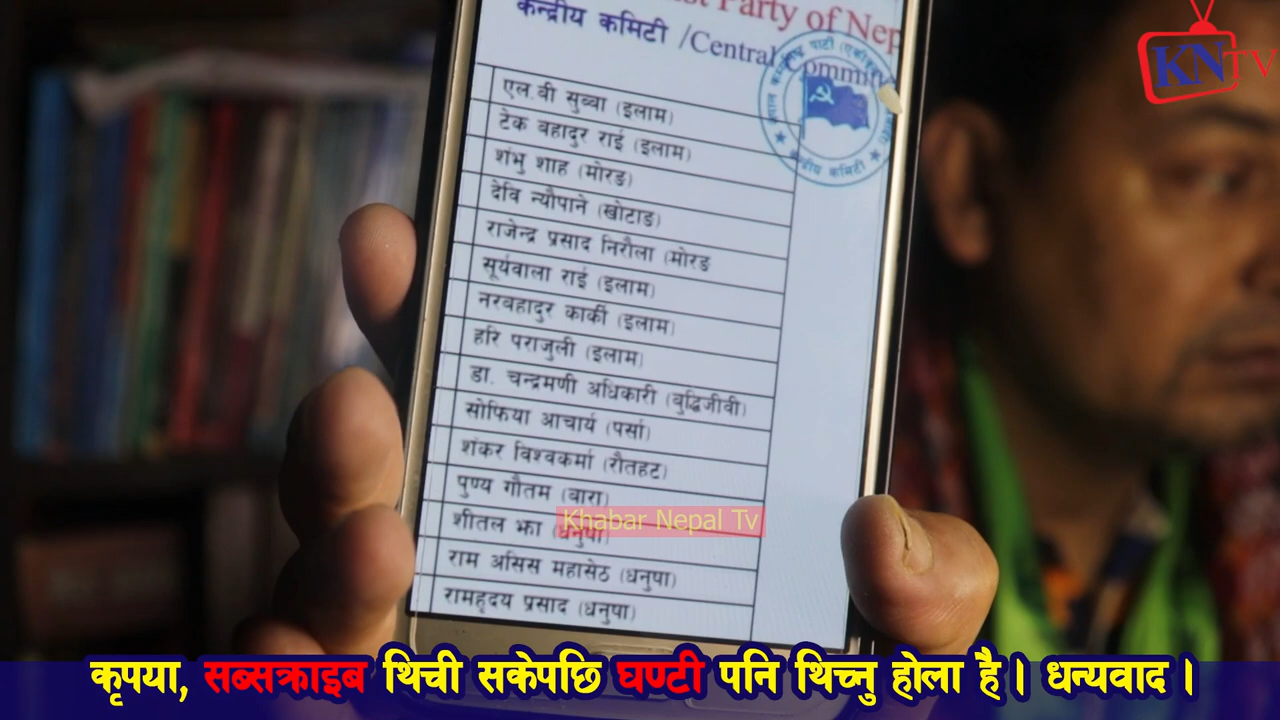 Party of Nep
केन्द्रीय कमिटी /Central Committ
एल.बी सुब्बा (इलाम)
टेक बहादुर राई (इलाम)
शंभु शाह (मोरङ)
देवि न्यौपाने (खोटाङ)
राजेन्द्र प्रसाद निरौला (मोरङ
सूर्यवाला राई (इलाम)
नरबहादुर कार्की (इलाम)
हरि पराजुली (इलाम)
डा. चन्द्रमणी अधिकारी (बुद्धिजीवी)
सोफिया आचार्य (पर्सा)
शंकर विश्वकर्मा (रौतहट)
पुण्य गौतम (बारा)
शीतल झा (धनुषा)
राम असिस महासेठ (धनुषा)
रामहृदय प्रसाद (धनुषा)
केन्द्रीय कमिटी
KNTV
Khabar Nepal Tv
कृपया, सब्सक्राइब थिची सकेपछि घण्टी पनि थिच्नु होला है। धन्यवाद।